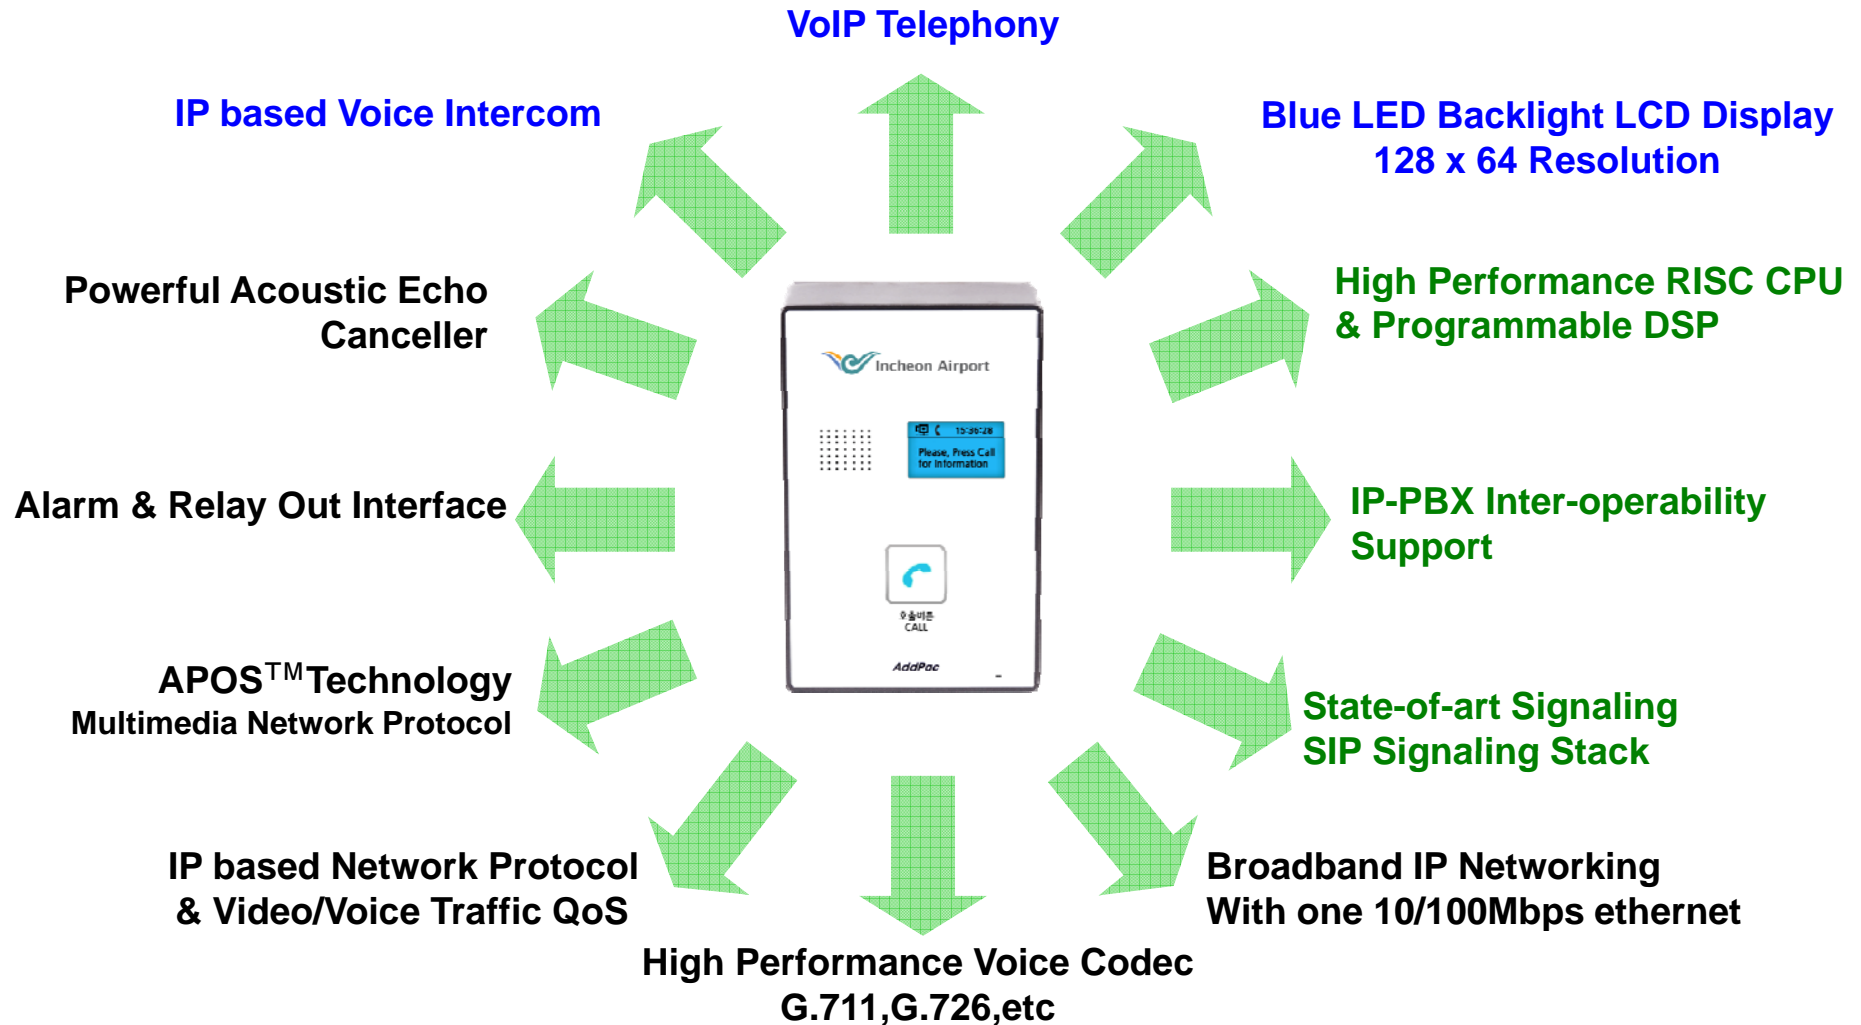 VoIP Telephony
IP based Voice Intercom
Blue LED Backlight LCD Display
128 x 64 Resolution
Powerful Acoustic Echo
Canceller
High Performance RISC CPU
& Programmable DSP
Incheon Airport
15:36:28
Please, Press Call
for Information
Alarm & Relay Out Interface
IP-PBX Inter-operability
Support
CALL
AddPac
APOS™Technology
Multimedia Network Protocol
State-of-art Signaling
SIP Signaling Stack
IP based Network Protocol
& Video/Voice Traffic QoS
Broadband IP Networking
With one 10/100Mbps ethernet
High Performance Voice Codec
G.711,G.726,etc